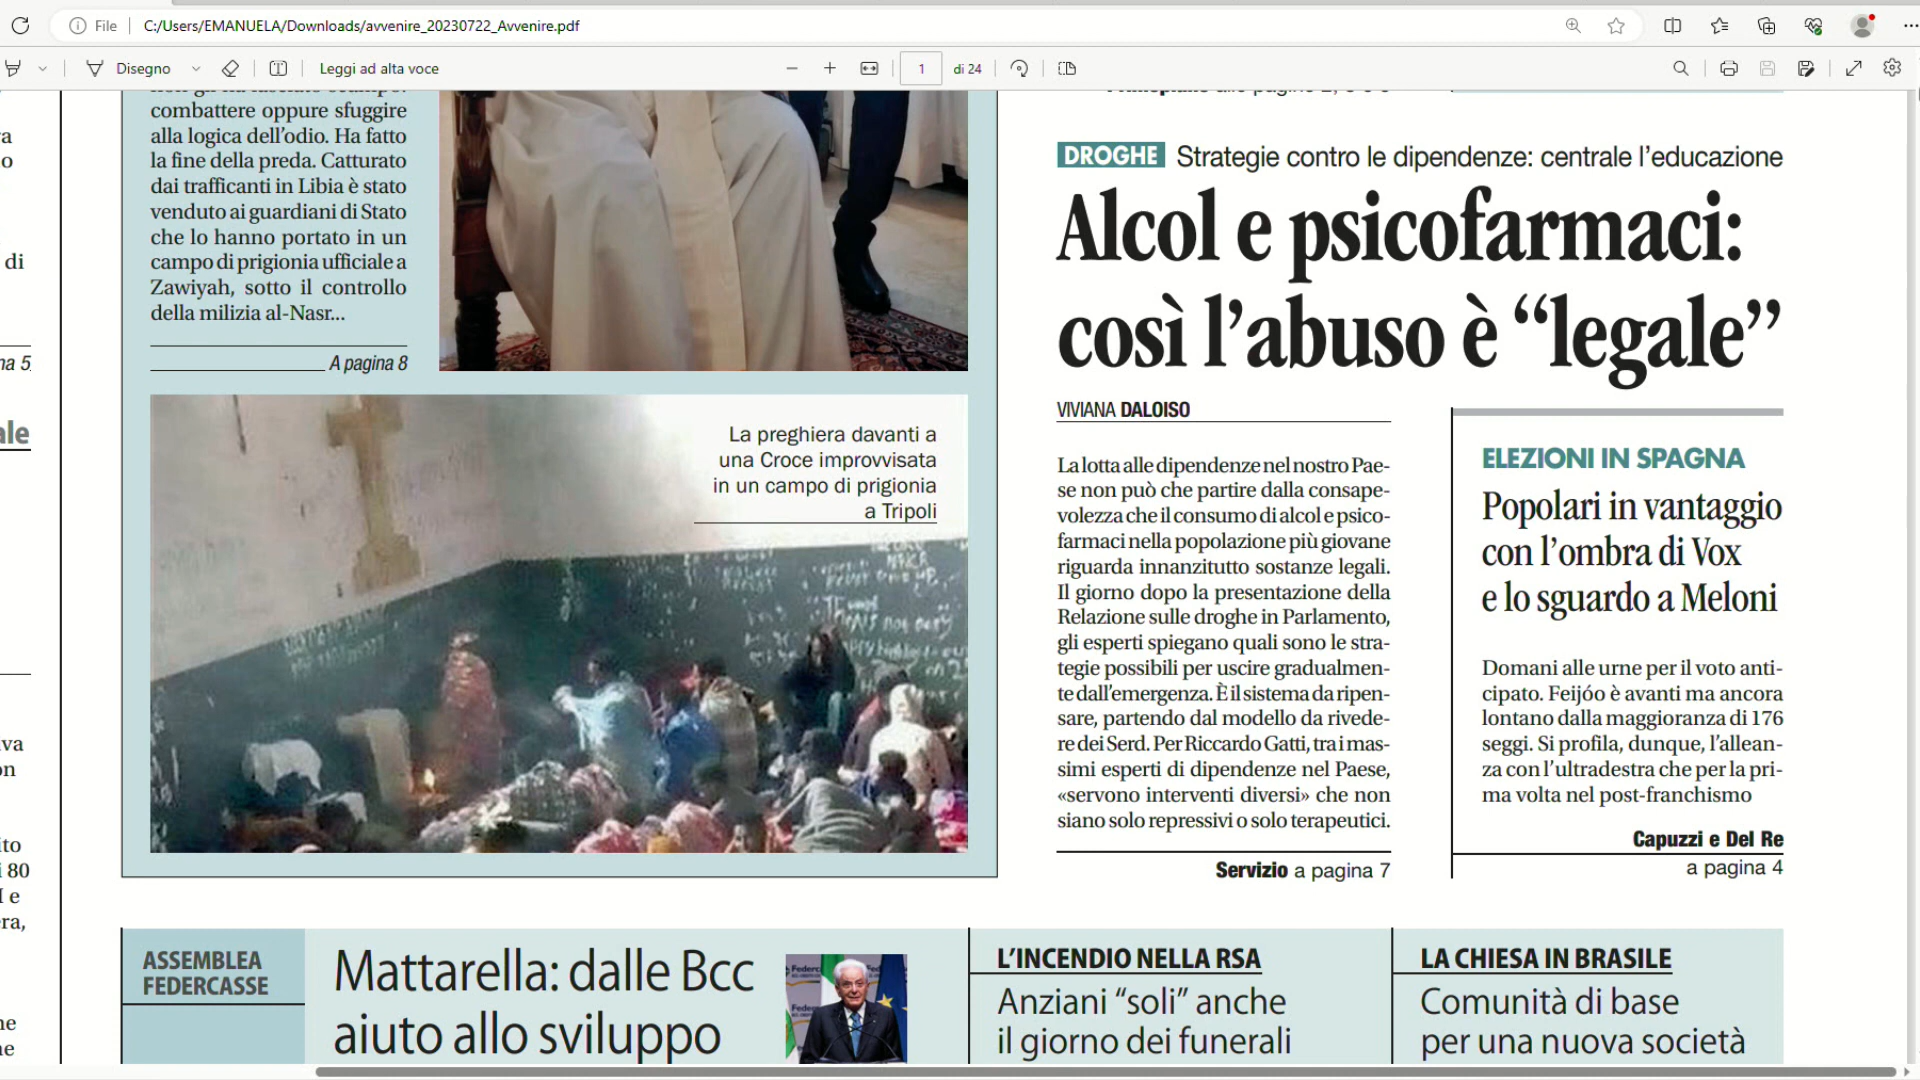 File
C:/Users/EMANUELA/Downloads/avvenire_20230722_Avvenire.pdf
Disegno
Leggi ad alta voce
1
di 24
combattere oppure sfuggire
alla logica dell'odio. Ha fatto
la fine della preda. Catturato
dai trafficanti in Libia è stato
venduto ai guardiani di Stato
che lo hanno portato in un
campo di prigionia ufficiale a
Zawiyah, sotto il controllo
della milizia al-Nasr...
A pagina 8
La preghiera davanti a
una Croce improvvisata
in un campo di prigionia
a Tripoli
DROGHE Strategie contro le dipendenze: centrale l'educazione
Alcol e psicofarmaci:
così l'abuso è “legale”
VIVIANA DALOISO
La lotta alle dipendenze nel nostro Pae-
se non può che partire dalla consape-
volezza che il consumo di alcol e psico-
farmaci nella popolazione più giovane
riguarda innanzitutto sostanze legali.
Il giorno dopo la presentazione della
Relazione sulle droghe in Parlamento,
gli esperti spiegano quali sono le stra-
tegie possibili per uscire gradualmen-
te dall'emergenza. È il sistema da ripen-
sare, partendo dal modello da rivede-
re dei Serd. Per Riccardo Gatti, tra i mas-
simi esperti di dipendenze nel Paese,
«servono interventi diversi» che non
siano solo repressivi o solo terapeutici.
Servizio a pagina 7
ELEZIONI IN SPAGNA
Popolari in vantaggio
con l'ombra di Vox
e lo sguardo a Meloni
Domani alle urne per il voto anti-
cipato. Feijóo è avanti ma ancora
lontano dalla maggioranza di 176
seggi. Si profila, dunque, l'allean-
za con l'ultradestra che per la pri-
ma volta nel post-franchismo
Capuzzi e Del Re
a pagina 4
ASSEMBLEA
FEDERCASSE
Mattarella: dalle Bcc
aiuto allo sviluppo
L'INCENDIO NELLA RSA
Anziani “soli” anche
il giorno dei funerali
LA CHIESA IN BRASILE
Comunità di base
per una nuova società